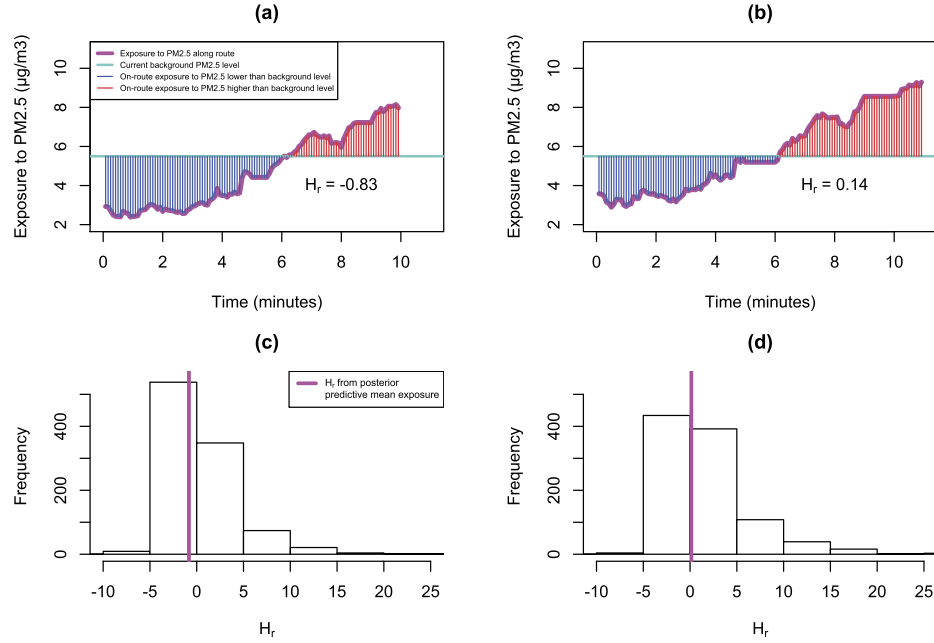 (a)
Exposure to PM2.5 (µg/m3)
10
8
6
4
2
Exposure to PM2.5 along route
Current background PM2.5 level
On-route exposure to PM2.5 lower than background level
On-route exposure to PM2.5 higher than background level
Hr = -0.83
0 2 4 6 8 10
Time (minutes)
(b)
Exposure to PM2.5 (µg/m3)
10
8
6
4
2
Hr = 0.14
0 2 4 6 8 10
Time (minutes)
(c)
Frequency
400
200
0
Hr from posterior
predictive mean exposure
-10 -5 0 5 10 15 20 25
Hr
(d)
Frequency
400
200
0
-10 -5 0 5 10 15 20 25
Hr